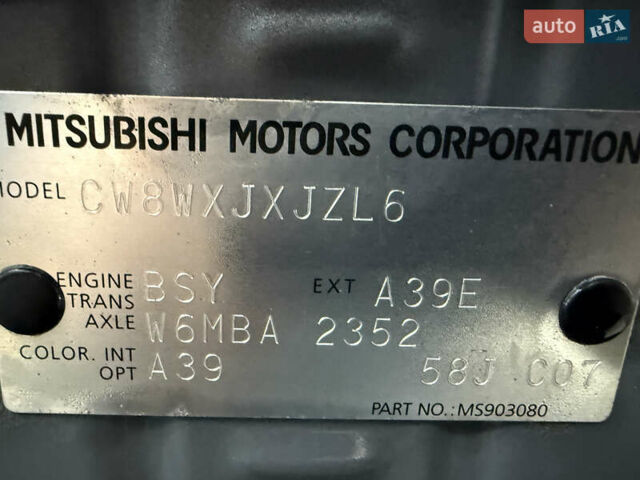 auto RIA.com
MITSUBISHI MOTORS CORPORATION
MODEL CW8WXJXJZL6
ENGINE BSY EXT A39E
TRANS AXLE W6MBA 2352
COLOR. INT OPT A39 58J C07
PART NO.: MS903080